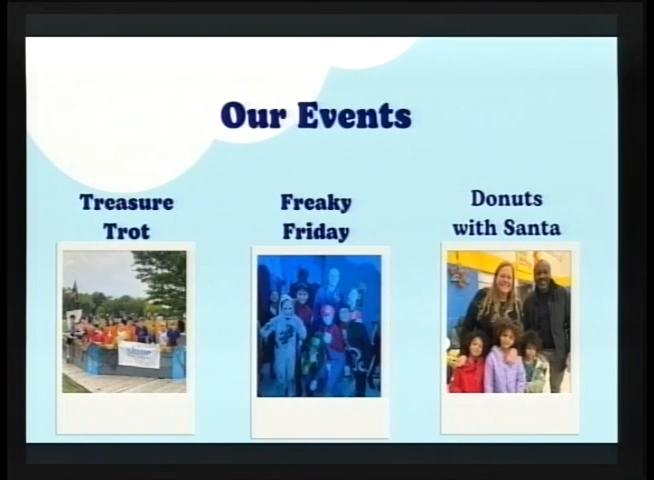 Our Events
Treasure
Trot
Freaky
Friday
Donuts
with Santa